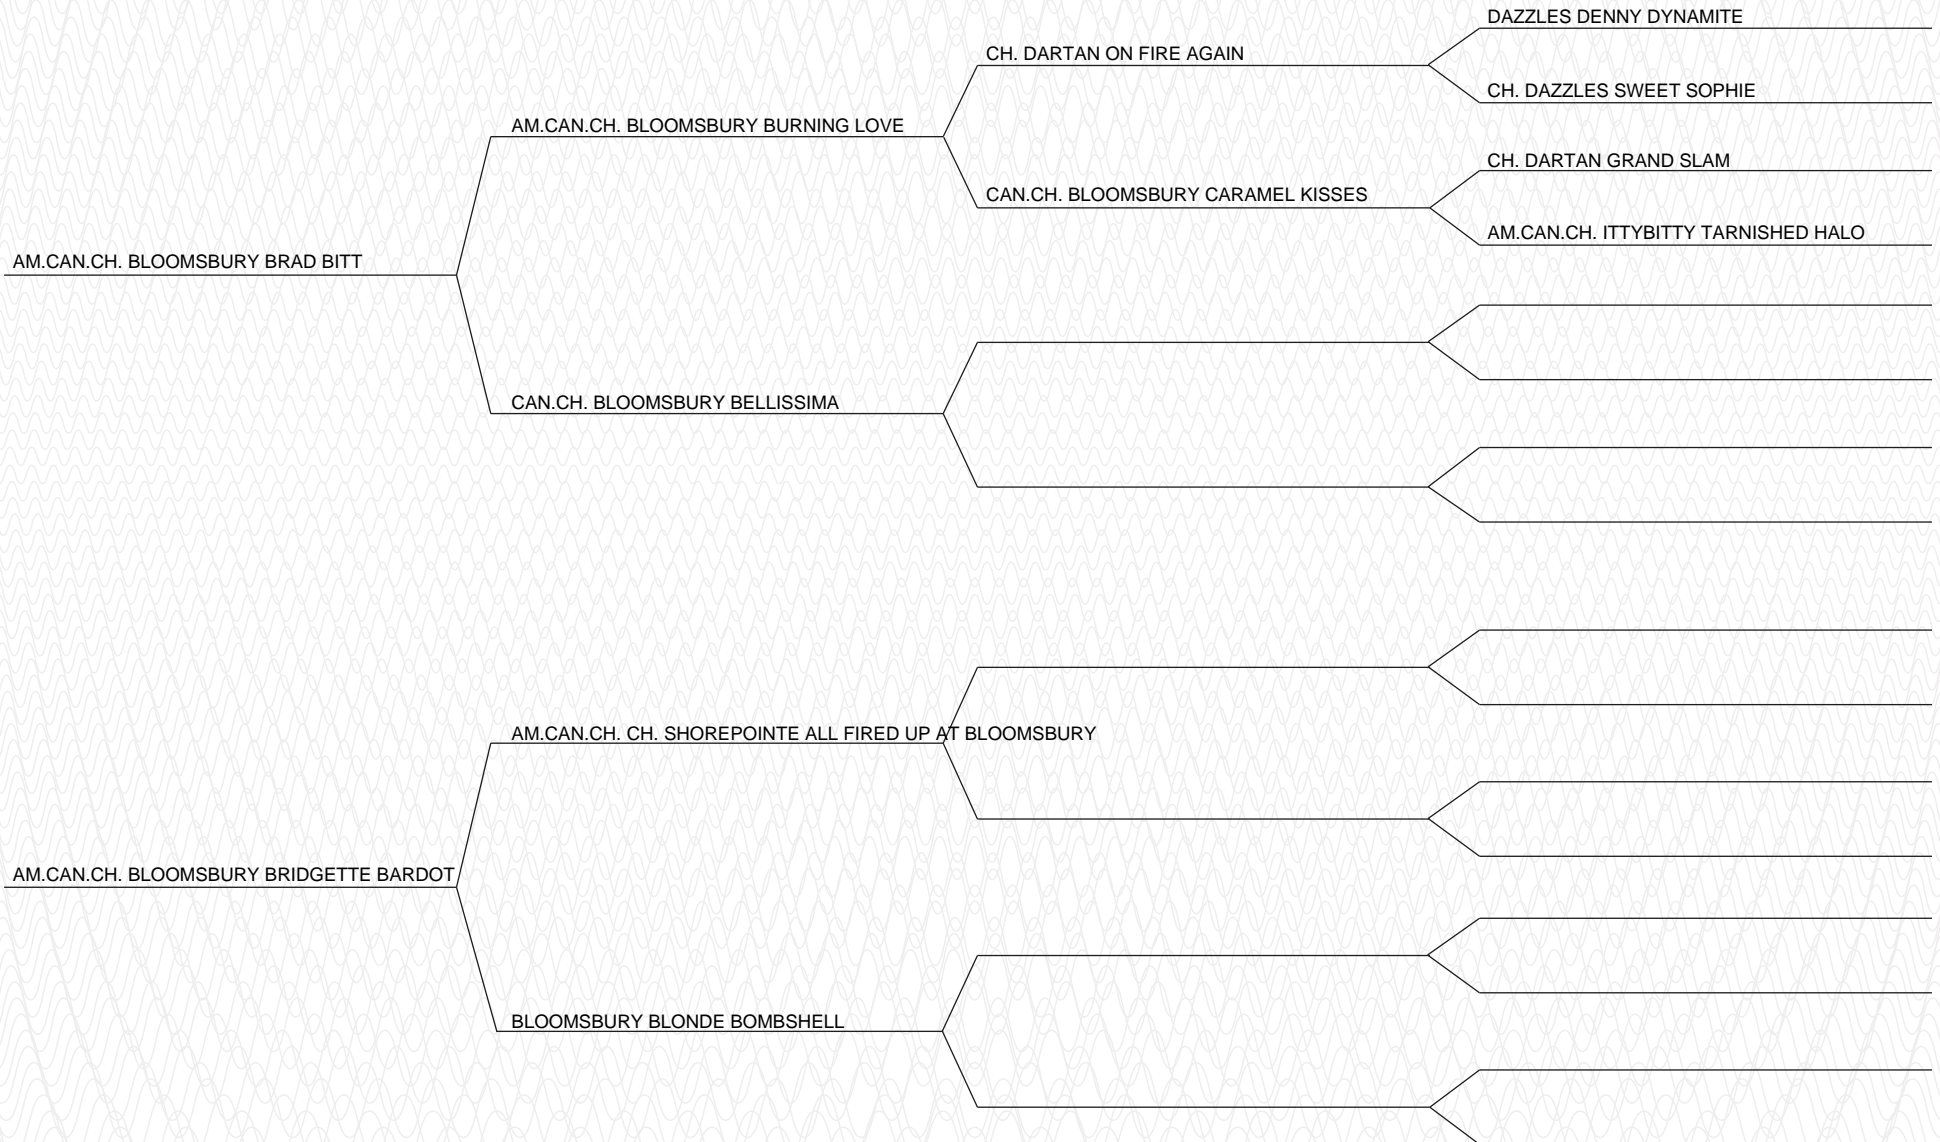 DAZZLES DENNY DYNAMITE
CH. DARTAN ON FIRE AGAIN
CH. DAZZLES SWEET SOPHIE
AM.CAN.CH. BLOOMSBURY BURNING LOVE
CH. DARTAN GRAND SLAM
CAN.CH. BLOOMSBURY CARAMEL KISSES
AM.CAN.CH. ITTYBITTY TARNISHED HALO
AM.CAN.CH. BLOOMSBURY BRAD BITT
CAN.CH. BLOOMSBURY BELLISSIMA
AM.CAN.CH. CH. SHOREPOINTE ALL FIRED UP AT BLOOMSBURY
AM.CAN.CH. BLOOMSBURY BRIDGETTE BARDOT
BLOOMSBURY BLONDE BOMBSHELL